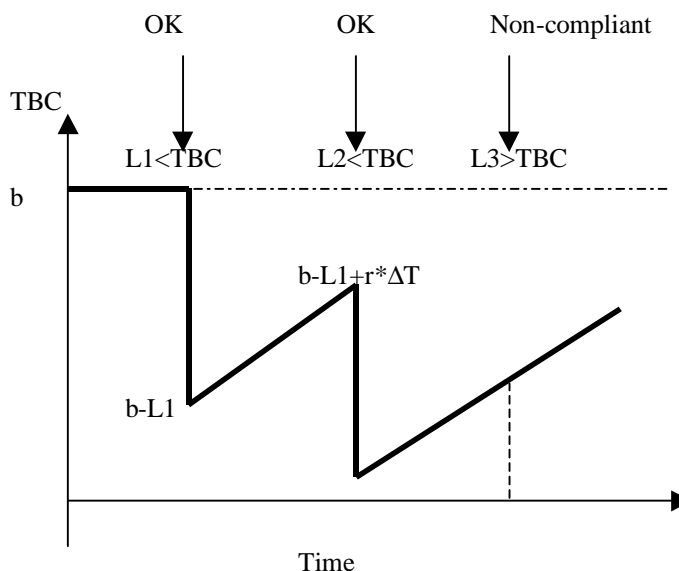 OK OK Non-compliant
TBC
L1<TBC L2<TBC L3>TBC
b
b-L1+r*ΔT
b-L1
Time